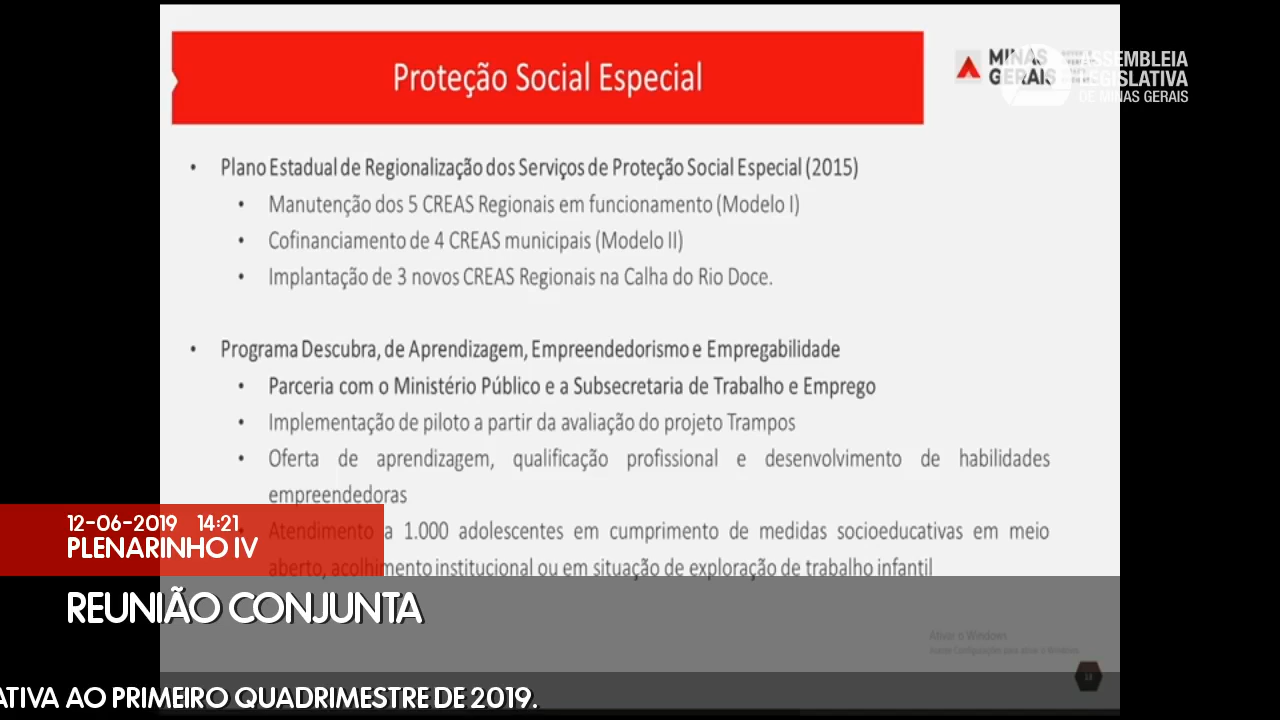 Proteção Social Especial
MINAS
GERAIS
ASSEMBLEIA
LEGISLATIVA
DE MINAS GERAIS
• Plano Estadual de Regionalização dos Serviços de Proteção Social Especial (2015)
• Manutenção dos 5 CREAS Regionais em funcionamento (Modelo I)
• Cofinanciamento de 4 CREAS municipais (Modelo II)
• Implantação de 3 novos CREAS Regionais na Calha do Rio Doce.
• Programa Descubra, de Aprendizagem, Empreendedorismo e Empregabilidade
• Parceria com o Ministério Público e a Subsecretaria de Trabalho e Emprego
• Implementação de piloto a partir da avaliação do projeto Trampos
• Oferta de aprendizagem, qualificação profissional e desenvolvimento de habilidades
empreendedoras
• Atendimento a 1.000 adolescentes em cumprimento de medidas socioeducativas em meio
aberto, acolhimento institucional ou em situação de exploração de trabalho infantil
12-06-2019 14:21
PLENARINHO IV
REUNIÃO CONJUNTA
Ativar o Windows
ATIVA AO PRIMEIRO QUADRIMESTRE DE 2019.